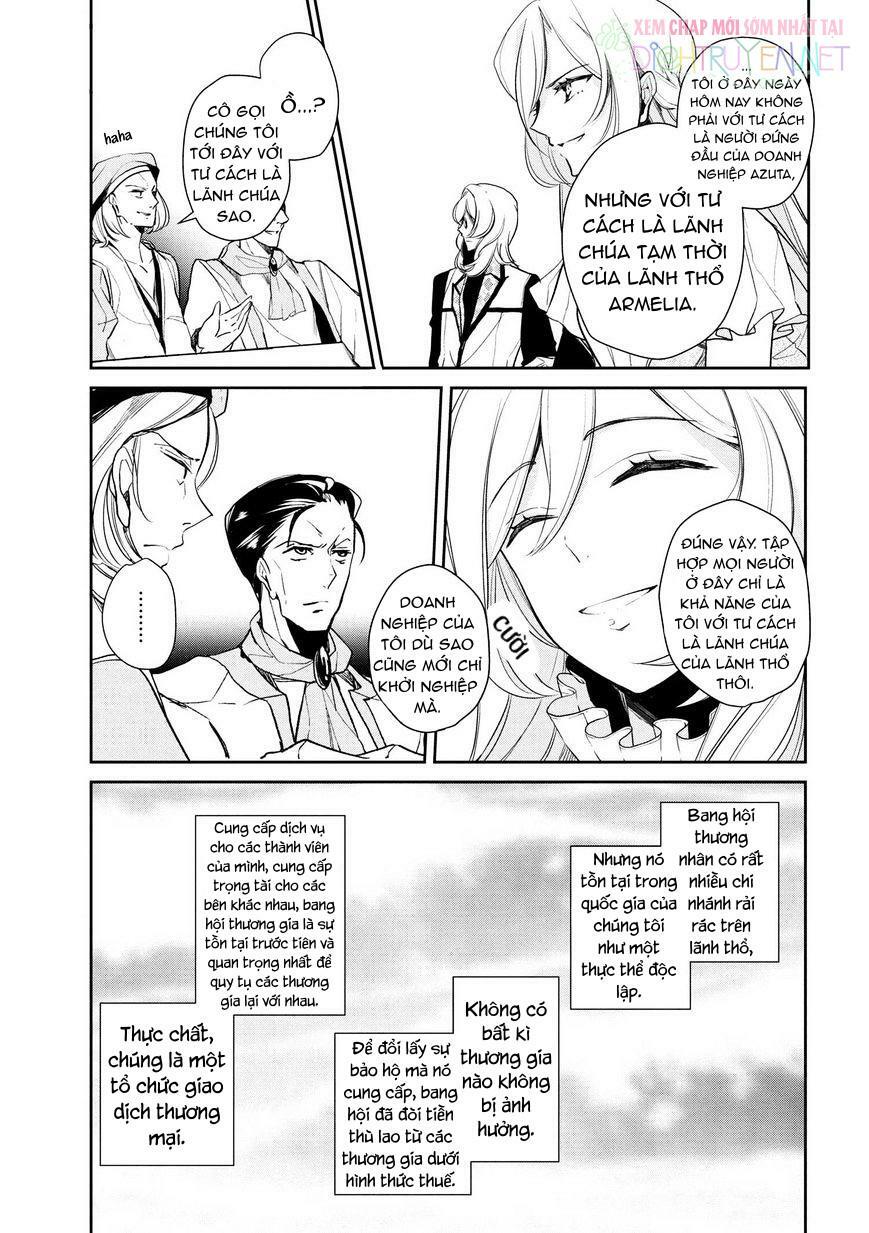 XEM CHAP MỚI SỚM NHẤT TẠI
DICHTRUYEN.NET
...
TÔI Ở ĐÂY NGÀY
HÔM NAY KHÔNG
PHẢI VỚI TƯ CÁCH
LÀ NGƯỜI ĐỨNG
ĐẦU CỦA DOANH
NGHIỆP AZUTA,
NHƯNG VỚI TƯ
CÁCH LÀ LÃNH
CHÚA TẠM THỜI
CỦA LÃNH THỔ
ARMELIA.
Ồ...?
CÔ GỌI
CHÚNG TÔI
TỚI ĐÂY VỚI
TƯ CÁCH LÀ
LÃNH CHÚA
SAO.
haha
ĐÚNG VẬY. TẬP
HỢP MỌI NGƯỜI
Ở ĐÂY CHỈ LÀ
KHẢ NĂNG CỦA
TÔI VỚI TƯ CÁCH
LÀ LÃNH CHÚA
CỦA LÃNH THỔ
THÔI.
CƯỜI
DOANH
NGHIỆP CỦA
TÔI DÙ SAO
CŨNG MỚI CHỈ
KHỞI NGHIỆP
MÀ.
.........
Bang hội
thương
nhân có rất
nhiều chi
nhánh rải
rác trên
lãnh thổ,
Nhưng nó
tồn tại trong
quốc gia của
chúng tôi
như một
thực thể độc
lập.
Không có
bất kì
thương gia
nào không
bị ảnh
hưởng.
Để đổi lấy sự
bảo hộ mà nó
cung cấp, bang
hội đã đòi tiền
thù lao từ các
thương gia dưới
hình thức thuế.
Cung cấp dịch vụ
cho các thành viên
của mình, cung cấp
trọng tài cho các
bên khác nhau, bang
hội thương gia là sự
tồn tại trước tiên và
quan trọng nhất để
quy tụ các thương
gia lại với nhau.
Thực chất,
chúng là một
tổ chức giao
dịch thương
mại.